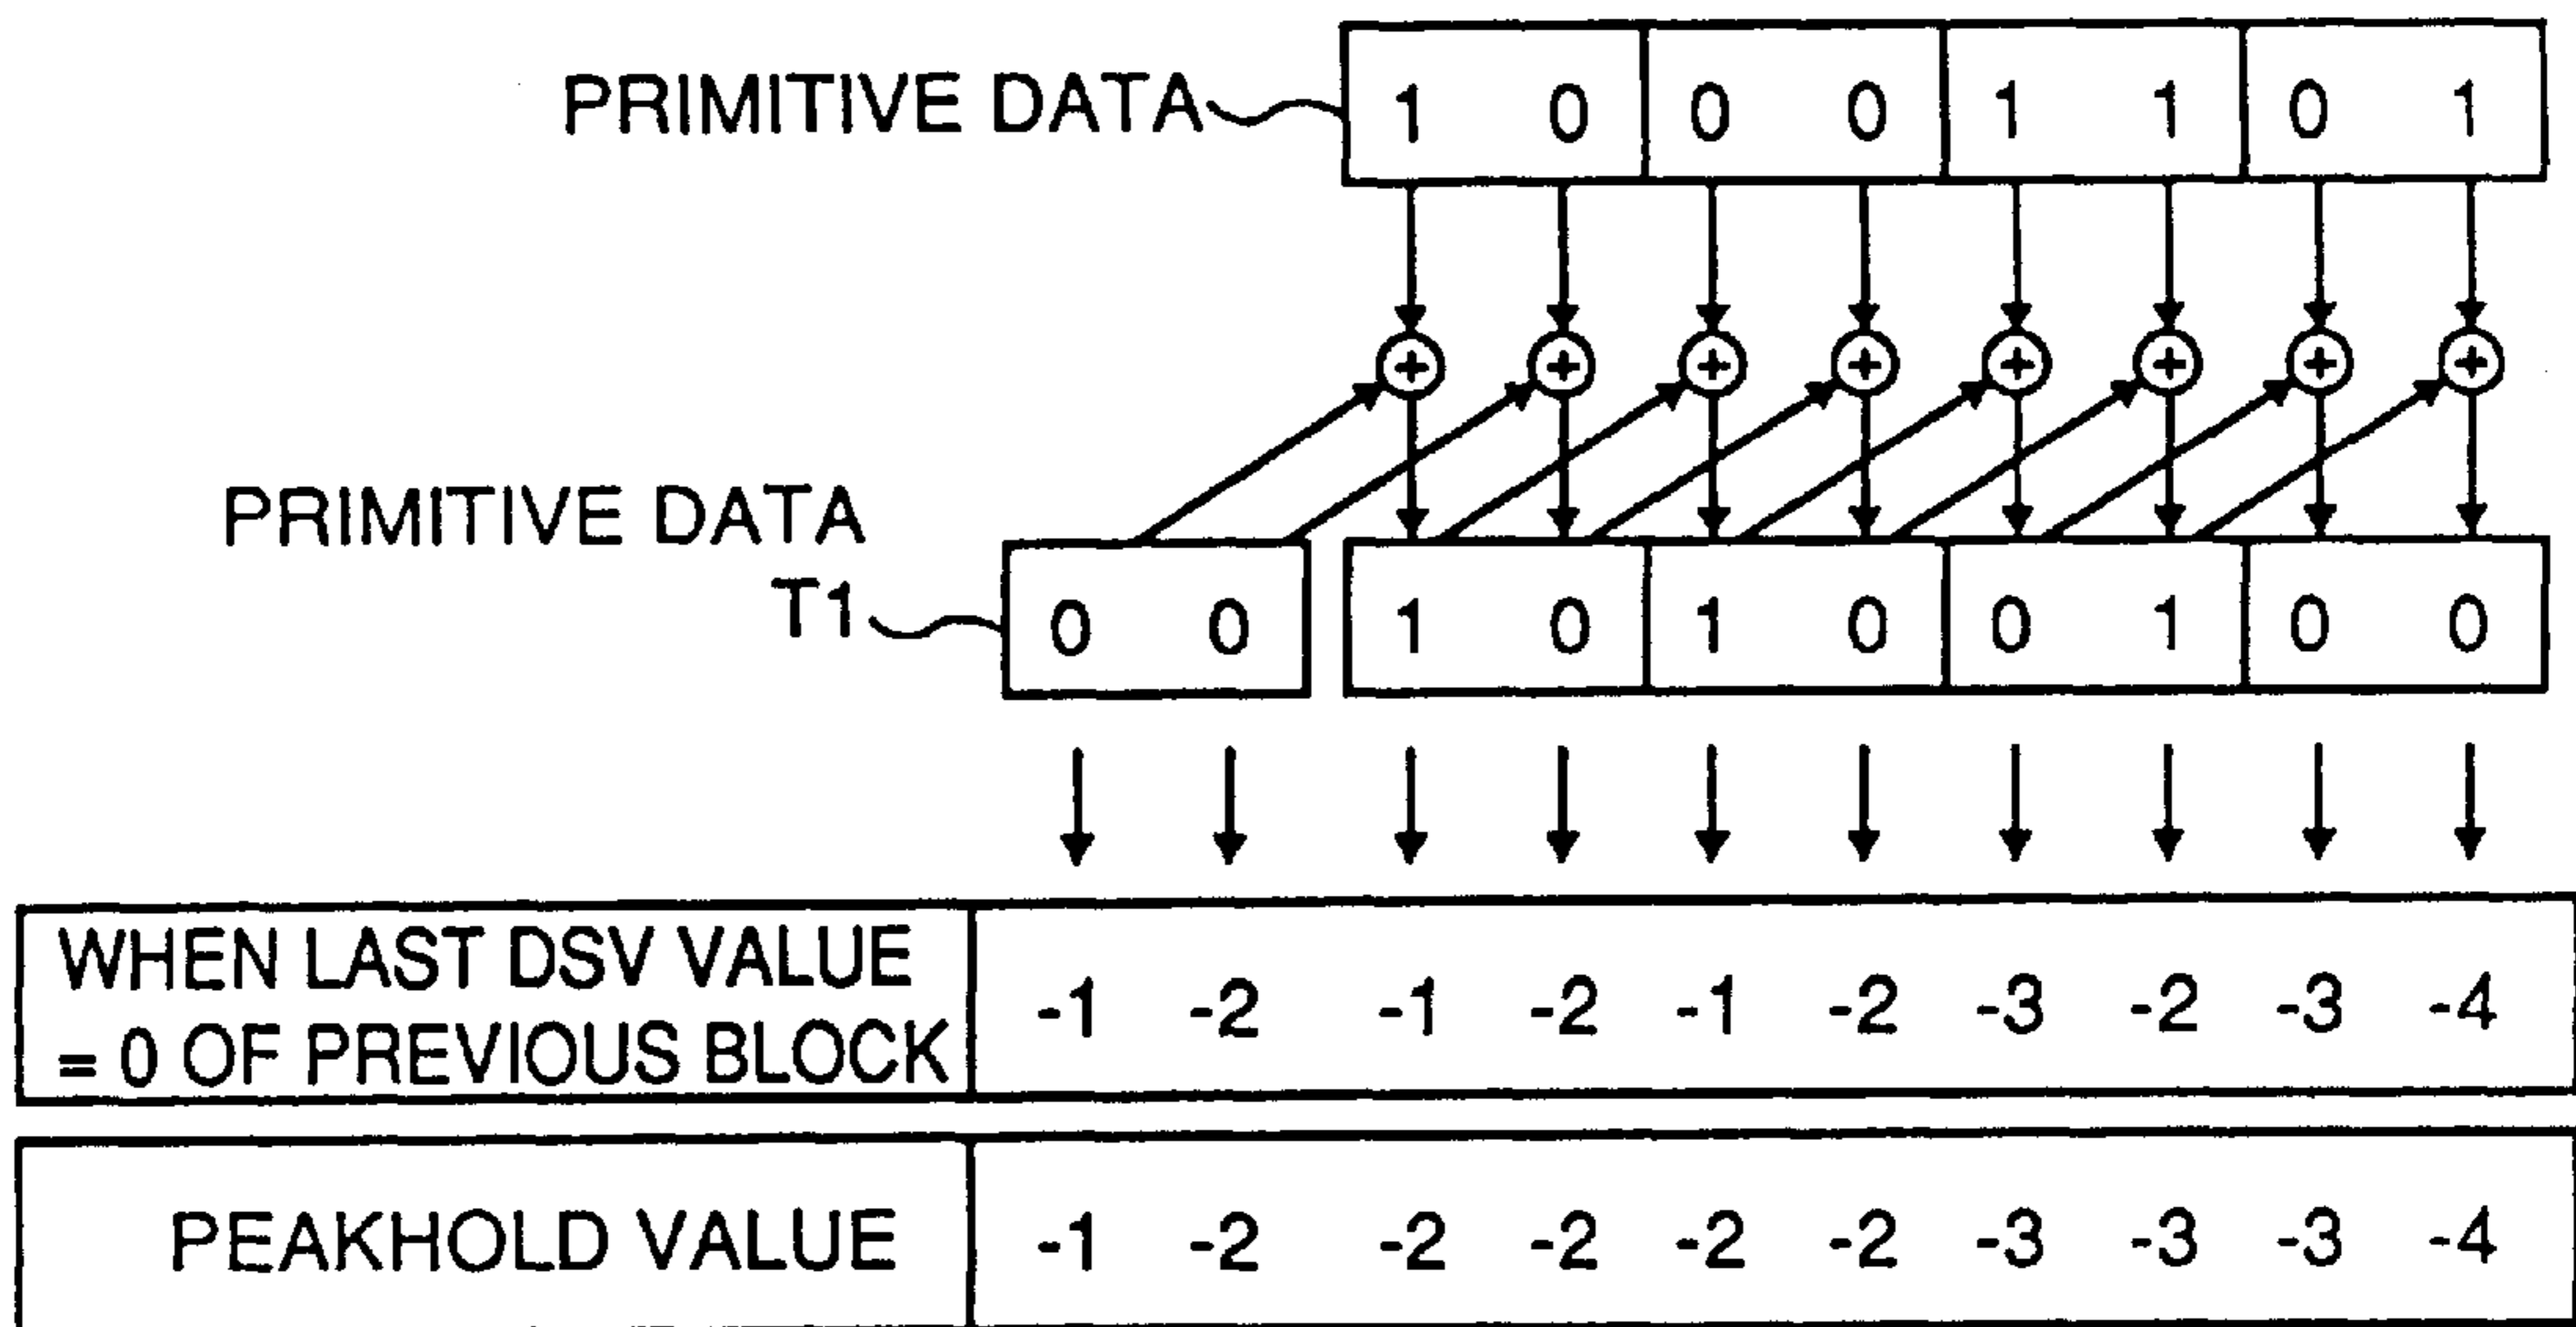 PRIMITIVE DATA 1 0 0 0 1 1 0 1
+ + + + + + + +
PRIMITIVE DATA
T1 0 0 1 0 1 0 0 1 0 0
WHEN LAST DSV VALUE
= 0 OF PREVIOUS BLOCK
-1 -2 -1 -2 -1 -2 -3 -2 -3 -4
PEAKHOLD VALUE -1 -2 -2 -2 -2 -2 -3 -3 -3 -4